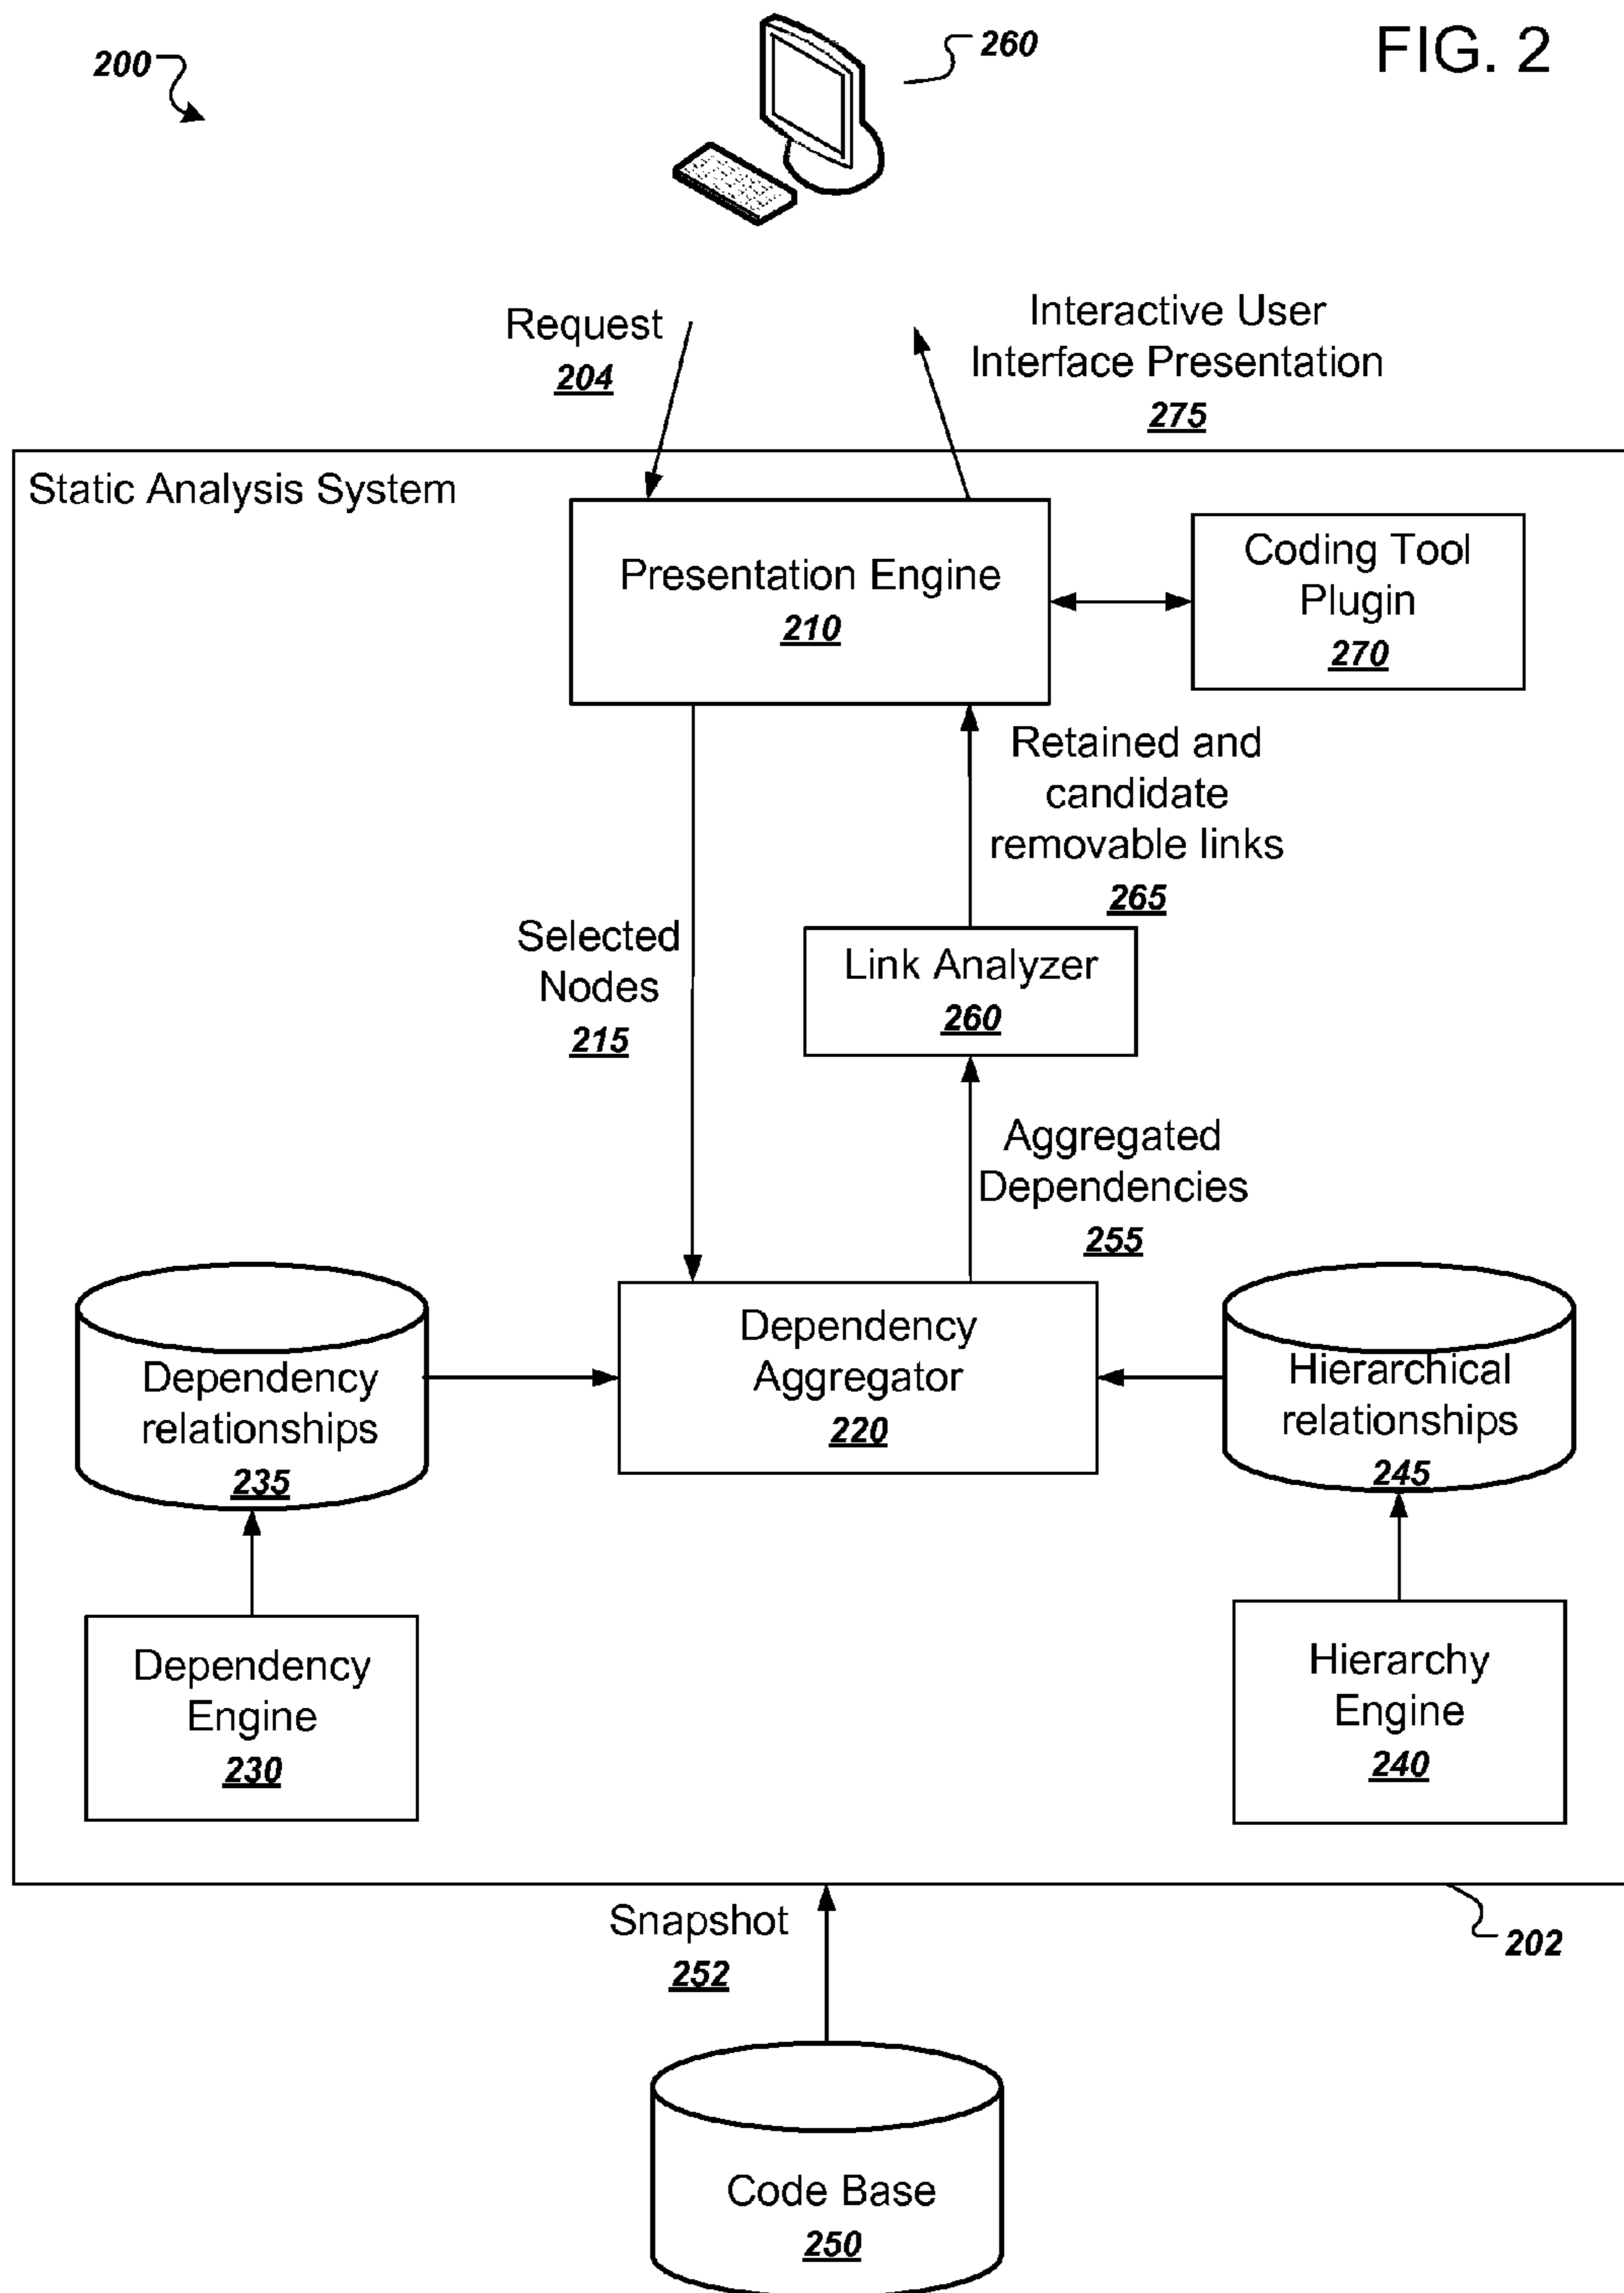 FIG. 2
200
260
Request
204
Interactive User
Interface Presentation
275
Static Analysis System
Presentation Engine
210
Coding Tool
Plugin
270
Retained and
candidate
removable links
265
Selected
Nodes
215
Link Analyzer
260
Aggregated
Dependencies
255
Dependency
relationships
235
Dependency
Aggregator
220
Hierarchical
relationships
245
Dependency
Engine
230
Hierarchy
Engine
240
Snapshot
252
202
Code Base
250